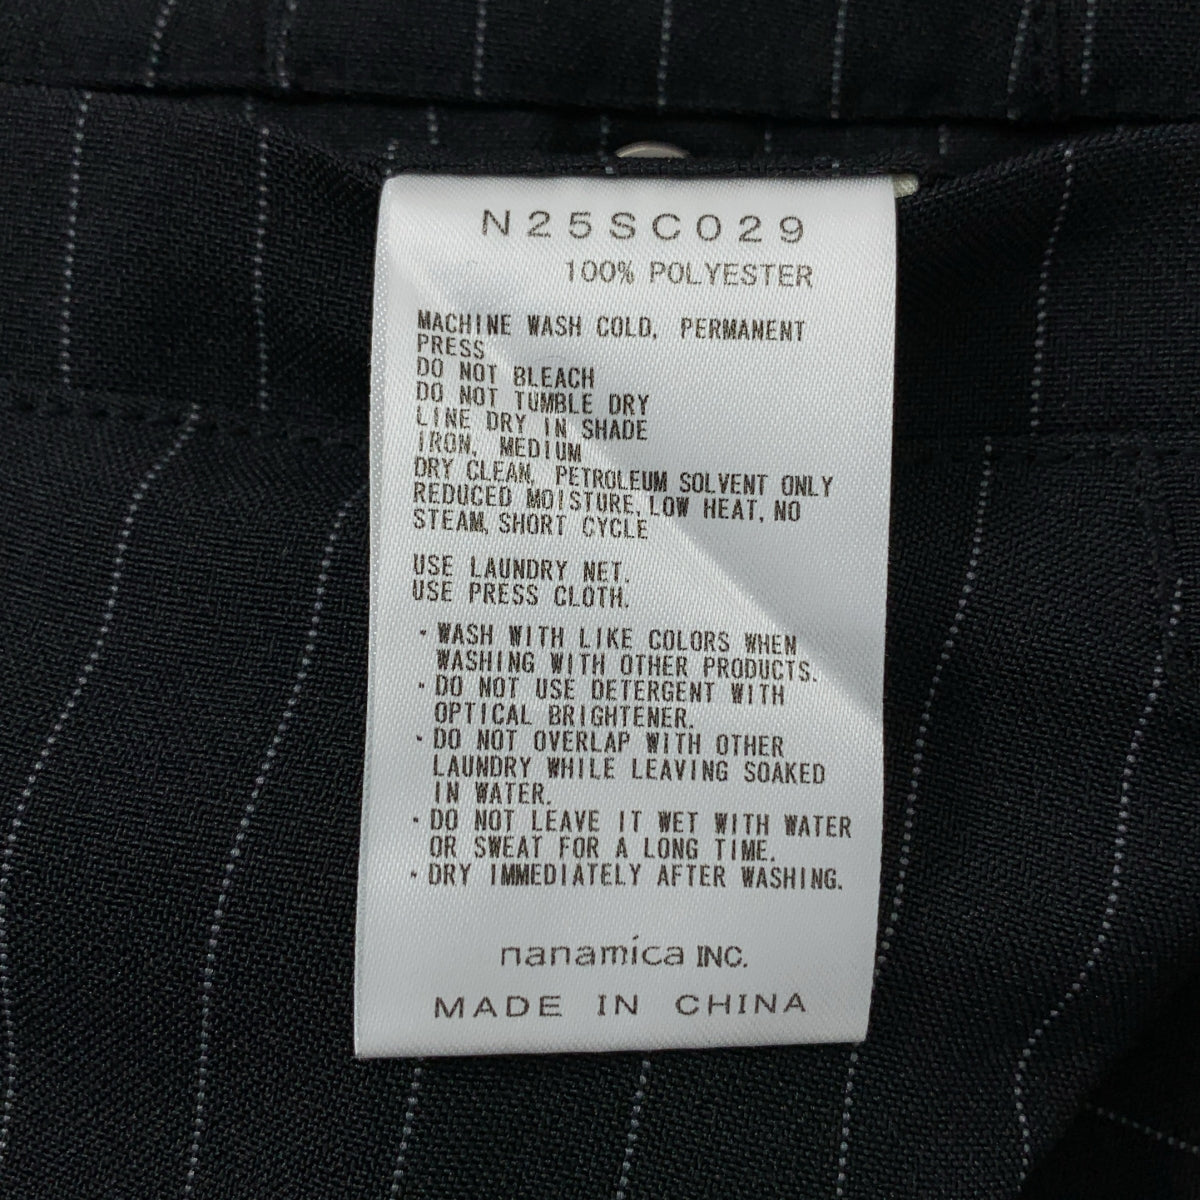 N25SC029
100% POLYESTER
MACHINE WASH COLD, PERMANENT
PRESS
DO NOT BLEACH
DO NOT TUMBLE DRY
LINE DRY IN SHADE
IRON, MEDIUM
DRY CLEAN, PETROLEUM SOLVENT ONLY
REDUCED MOISTURE, LOW HEAT, NO
STEAM, SHORT CYCLE
USE LAUNDRY NET.
USE PRESS CLOTH.
・WASH WITH LIKE COLORS WHEN
WASHING WITH OTHER PRODUCTS.
・DO NOT USE DETERGENT WITH
OPTICAL BRIGHTENER.
・DO NOT OVERLAP WITH OTHER
LAUNDRY WHILE LEAVING SOAKED
IN WATER.
・DO NOT LEAVE IT WET WITH WATER
OR SWEAT FOR A LONG TIME.
・DRY IMMEDIATELY AFTER WASHING.
nanamica INC.
MADE IN CHINA